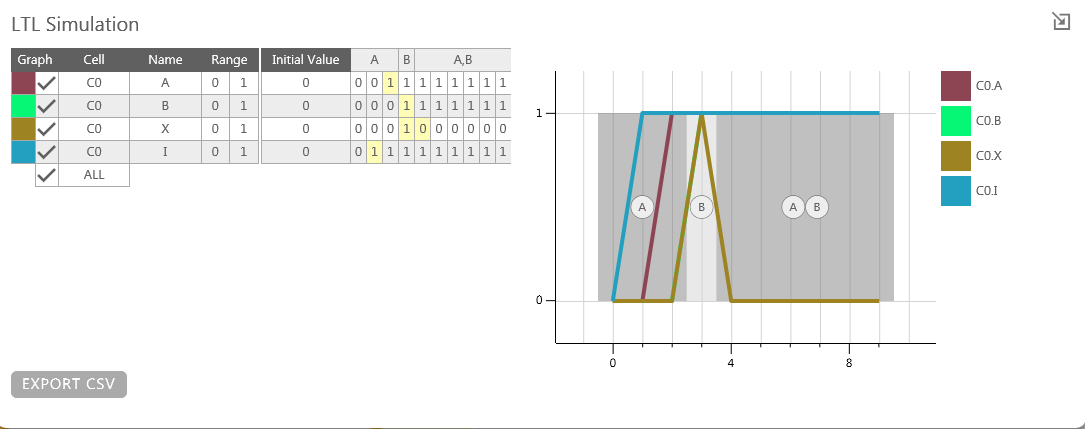 LTL Simulation
Graph Cell Name Range Initial Value A B A,B
C0 A 0 1 0 0 0 1 1 1 1 1 1 1 1
C0 B 0 1 0 0 0 0 1 1 1 1 1 1 1
C0 X 0 1 0 0 0 0 1 0 0 0 0 0 0
C0 I 0 1 0 0 1 1 1 1 1 1 1 1 1
ALL
EXPORT CSV
1
0
A B A B
0 4 8
C0.A
C0.B
C0.X
C0.I